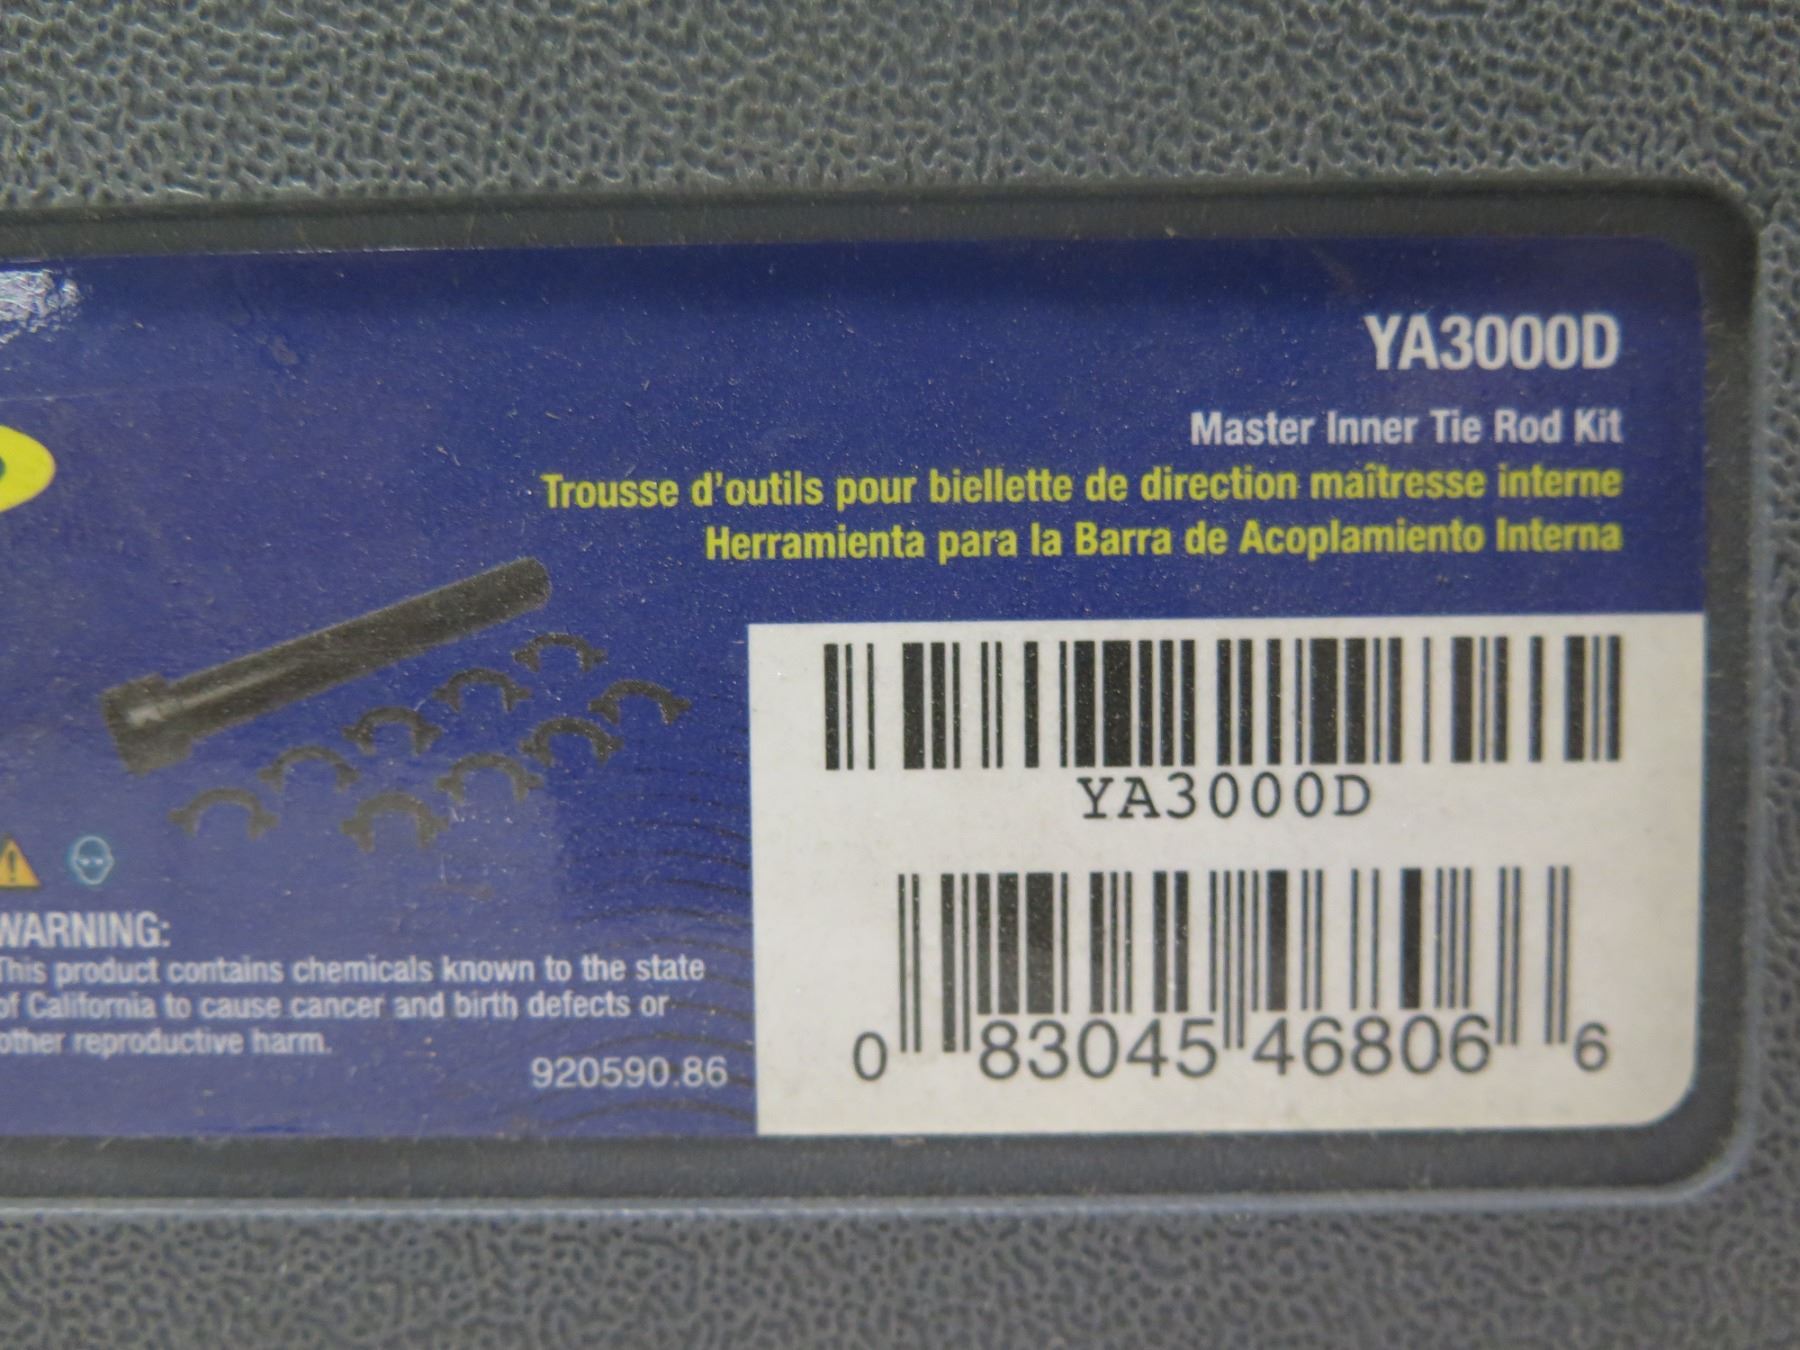 YA3000D
Master Inner Tie Rod Kit
Trousse d'outils pour biellette de direction maîtresse interne
Herramienta para la Barra de Acoplamiento Interna
YA3000D
WARNING:
This product contains chemicals known to the state
of California to cause cancer and birth defects or
other reproductive harm.
920590.86
0 83045 46806 6